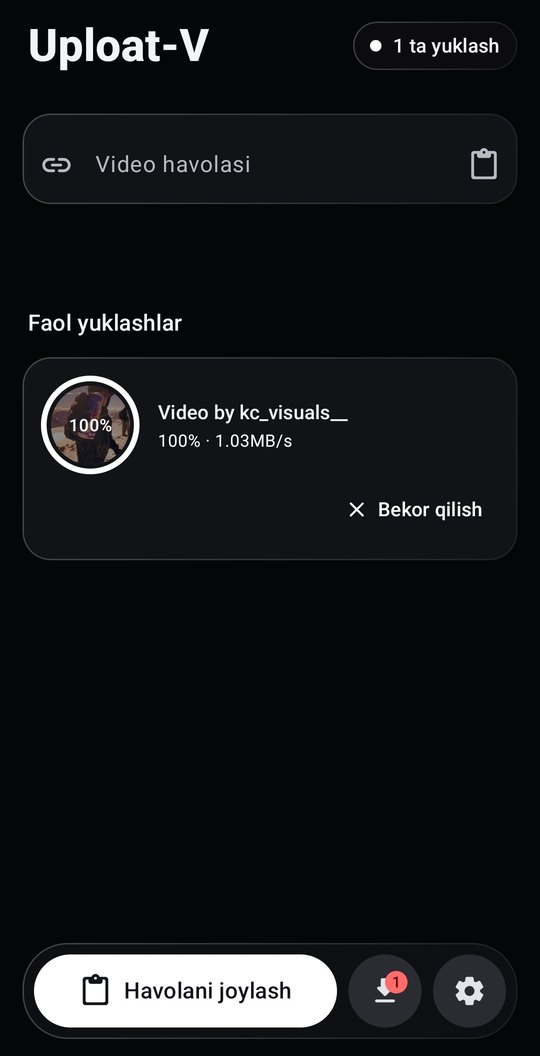 Uploat-V
1 ta yuklash
Video havolasi
Faol yuklashlar
100%
Video by kc_visuals__
100% · 1.03MB/s
Bekor qilish
Havolani joylash
1